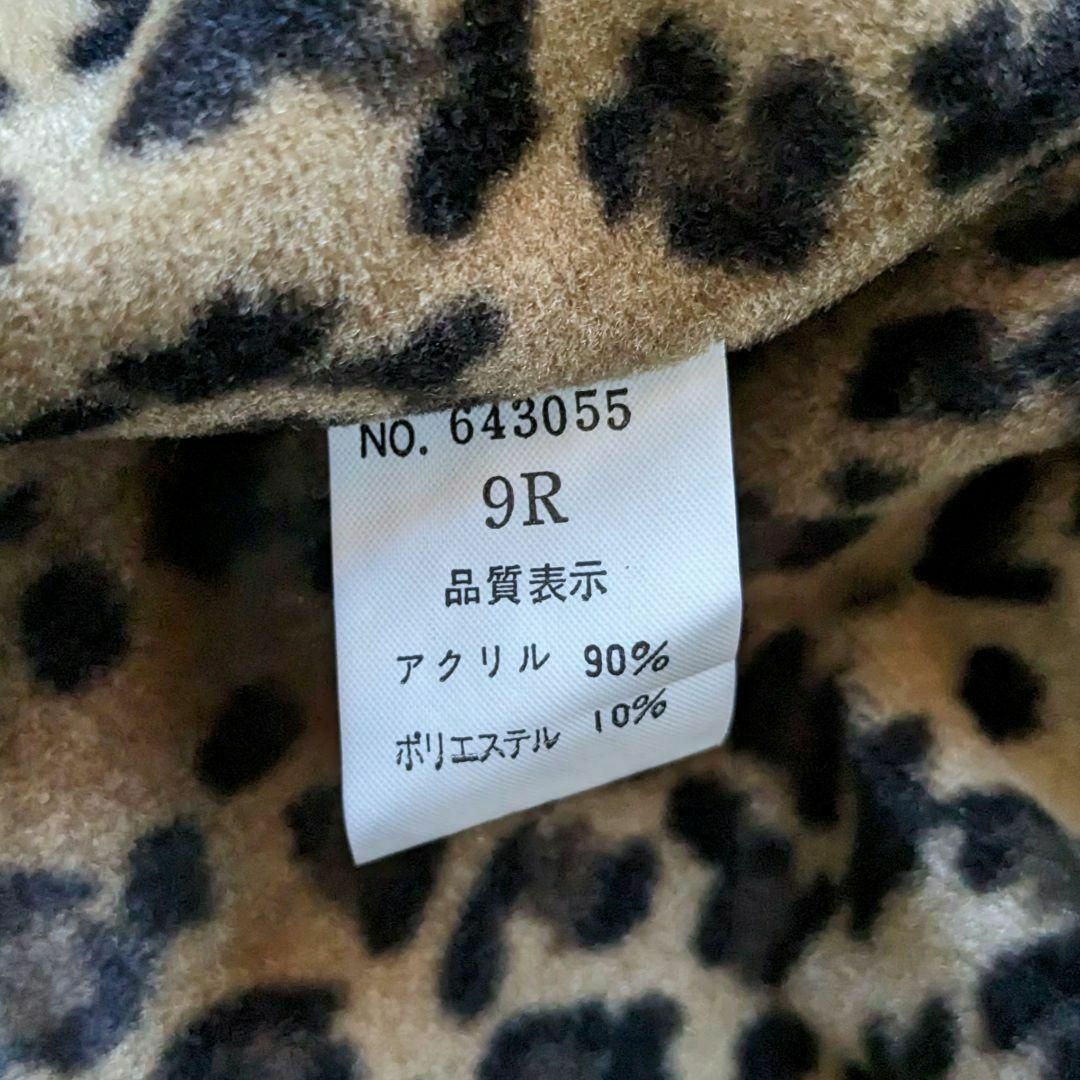 NO. 643055
9R
品質表示
アクリル 90%
ポリエステル 10%